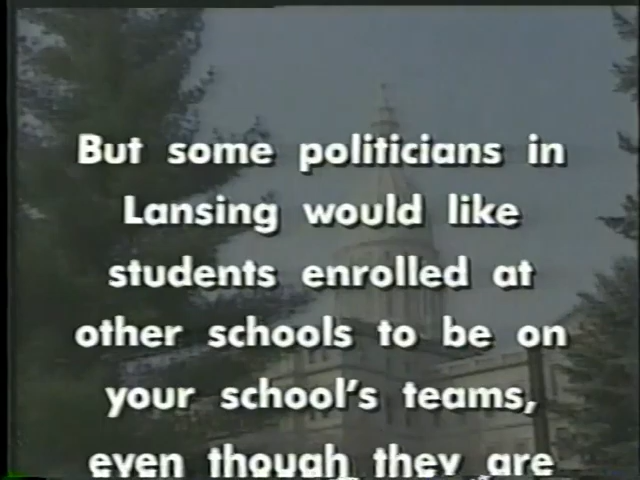 But some politicians in
Lansing would like
students enrolled at
other schools to be on
your school's teams,
even though they are